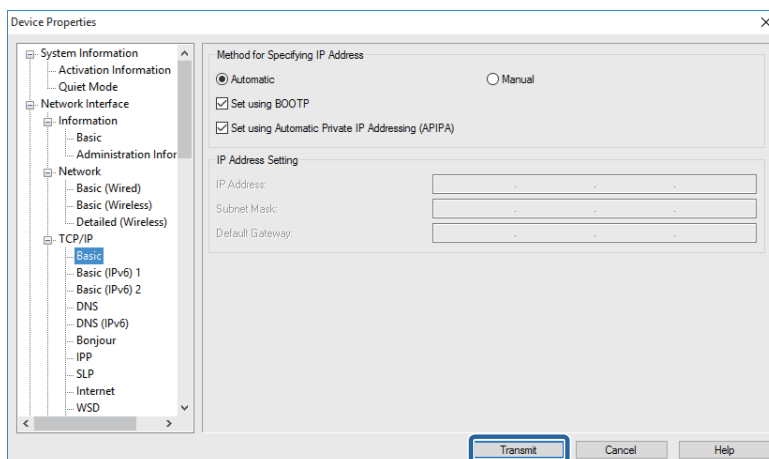 Device Properties
System Information
Activation Information
Quiet Mode
Network Interface
Information
Basic
Administration Infor
Network
Basic (Wired)
Basic (Wireless)
Detailed (Wireless)
TCP/IP
Basic
Basic (IPv6) 1
Basic (IPv6) 2
DNS
DNS (IPv6)
Bonjour
IPP
SLP
Internet
WSD
Method for Specifying IP Address
Automatic Manual
Set using BOOTP
Set using Automatic Private IP Addressing (APIPA)
IP Address Setting
IP Address:
Subnet Mask:
Default Gateway:
Transmit Cancel Help